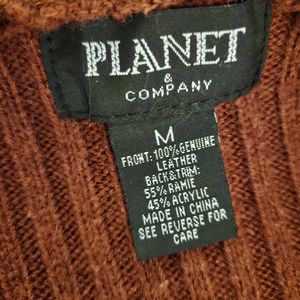 PLANET
&
COMPANY
M
FRONT:100%GENUINE
LEATHER
BACK&TRIM:
55% RAMIE
45% ACRYLIC
MADE IN CHINA
SEE REVERSE FOR
CARE